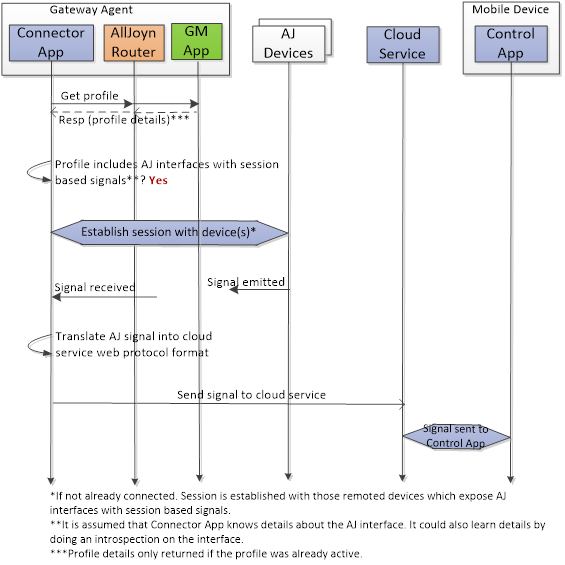 Gateway Agent
Mobile Device
Connector
App
AllJoyn
Router
GM
App
AJ
Devices
Cloud
Service
Control
App
Get profile
Resp (profile details)***
Profile includes AJ interfaces with session
based signals**? Yes
Establish session with device(s)*
Signal emitted
Signal received
Translate AJ signal into cloud
service web protocol format
Send signal to cloud service
Signal sent to
Control App
*If not already connected. Session is established with those remoted devices which expose AJ
interfaces with session based signals.
**It is assumed that Connector App knows details about the AJ interface. It could also learn details by
doing an introspection on the interface.
***Profile details only returned if the profile was already active.